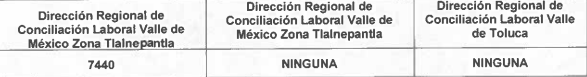 Dirección Regional de
Conciliación Laboral Valle de
México Zona Tlalnepantla
Dirección Regional de
Conciliación Laboral Valle de
México Zona Tlalnepantla
Dirección Regional de
Conciliación Laboral Valle
de Toluca
7440
NINGUNA
NINGUNA